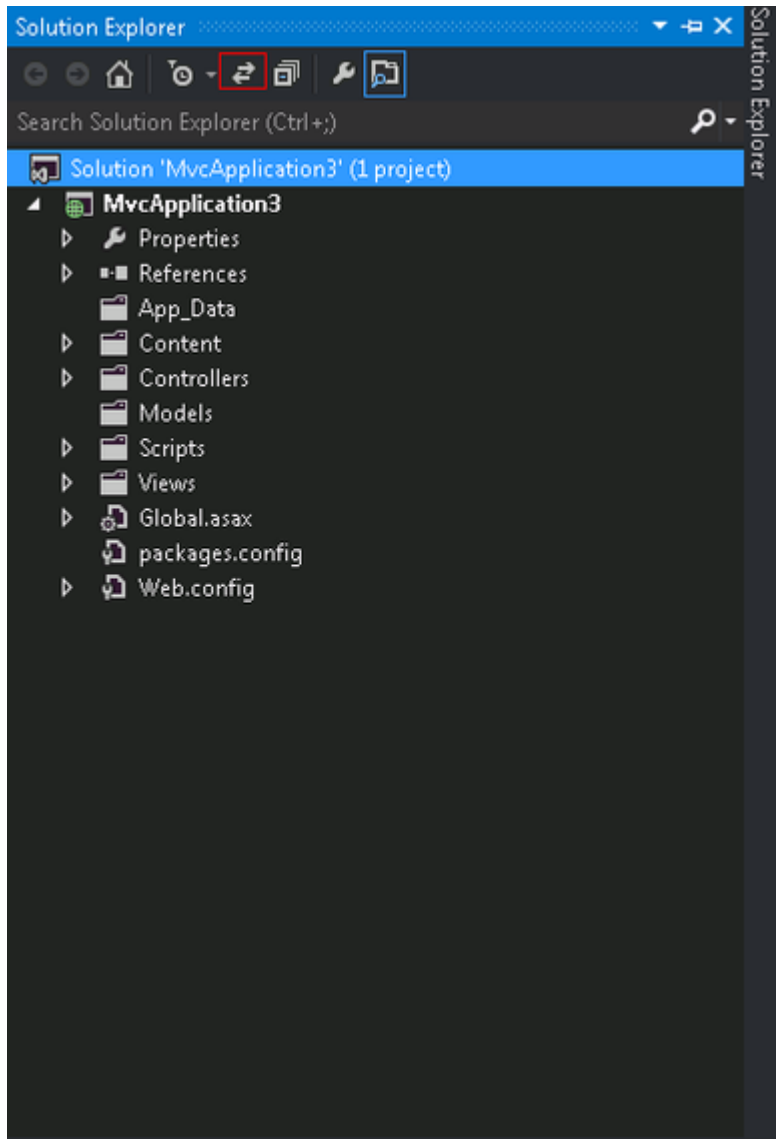 Solution Explorer
Search Solution Explorer (Ctrl+;)
Solution 'MvcApplication3' (1 project)
MvcApplication3
Properties
References
App_Data
Content
Controllers
Models
Scripts
Views
Global.asax
packages.config
Web.config
Solution Explorer